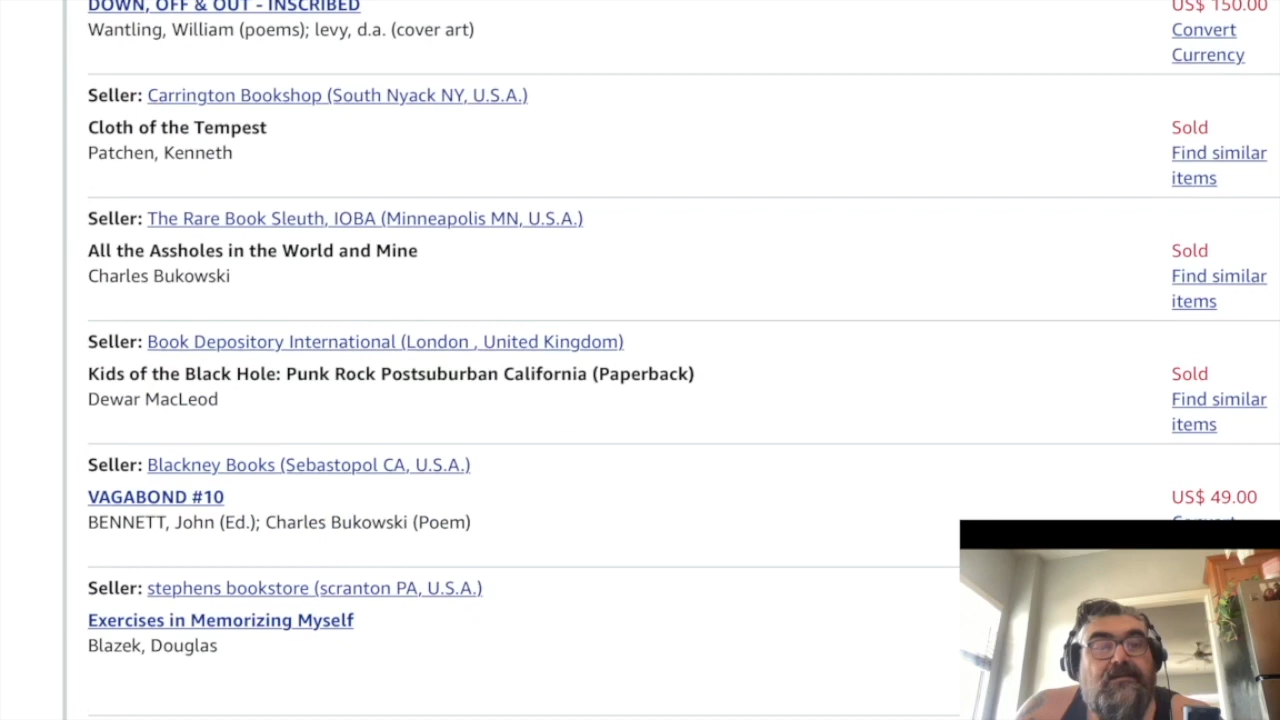 DOWN, OFF & OUT - INSCRIBED
US$ 150.00
Wantling, William (poems); levy, d.a. (cover art)
Convert
Currency
Seller: Carrington Bookshop (South Nyack NY, U.S.A.)
Cloth of the Tempest
Sold
Patchen, Kenneth
Find similar
items
Seller: The Rare Book Sleuth, IOBA (Minneapolis MN, U.S.A.)
All the Assholes in the World and Mine
Sold
Charles Bukowski
Find similar
items
Seller: Book Depository International (London , United Kingdom)
Kids of the Black Hole: Punk Rock Postsuburban California (Paperback)
Sold
Dewar MacLeod
Find similar
items
Seller: Blackney Books (Sebastopol CA, U.S.A.)
VAGABOND #10
US$ 49.00
BENNETT, John (Ed.); Charles Bukowski (Poem)
Convert
Seller: stephens bookstore (scranton PA, U.S.A.)
Exercises in Memorizing Myself
Blazek, Douglas